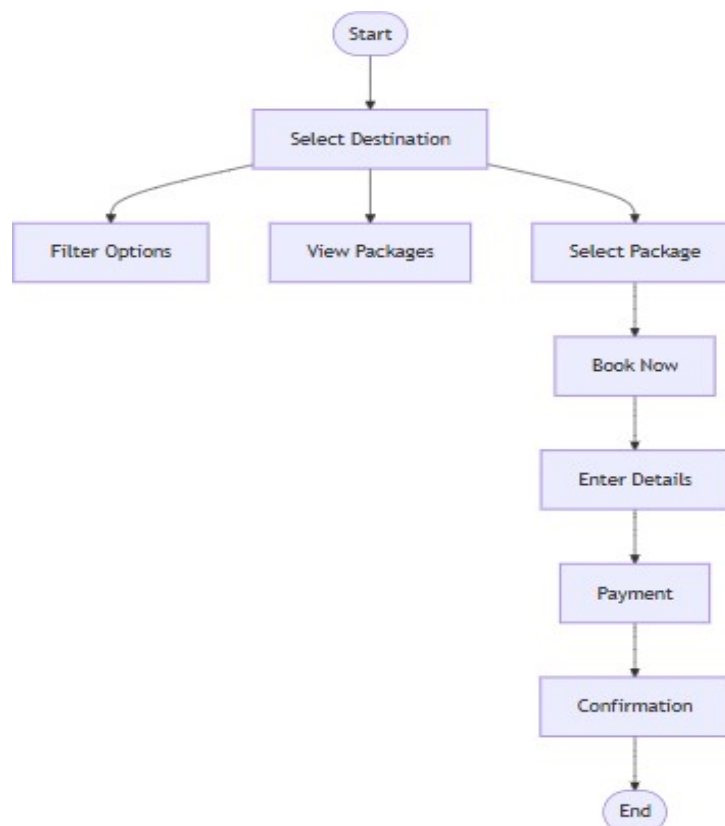 Start
Select Destination
Filter Options
View Packages
Select Package
Book Now
Enter Details
Payment
Confirmation
End